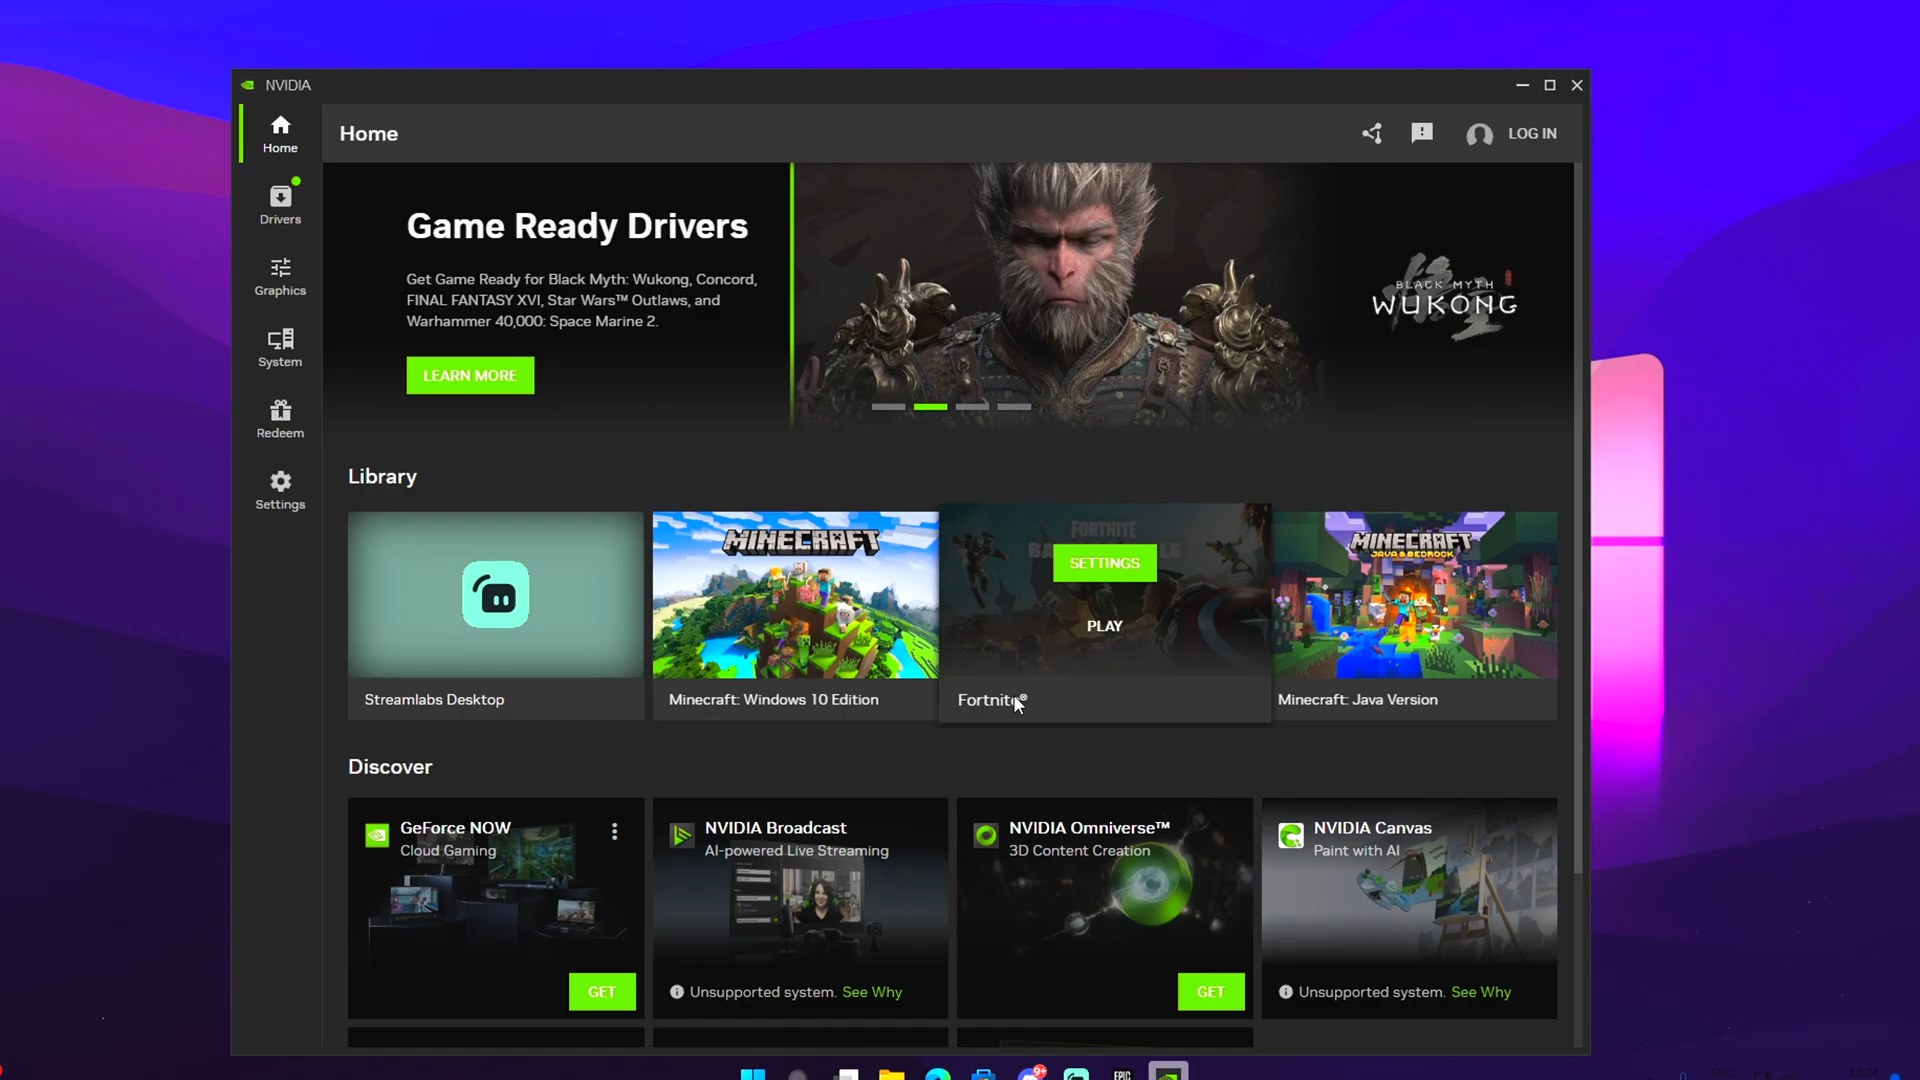 NVIDIA
Home
Home
LOG IN
Drivers
Graphics
System
Redeem
Settings
Game Ready Drivers
Get Game Ready for Black Myth: Wukong, Concord,
FINAL FANTASY XVI, Star Wars™ Outlaws, and
Warhammer 40,000: Space Marine 2.
LEARN MORE
BLACK MYTH
WUKONG
Library
MINECRAFT
FORTNITE
SETTINGS
PLAY
MINECRAFT
JAVA & BEDROCK
Streamlabs Desktop
Minecraft: Windows 10 Edition
Fortnite®
Minecraft: Java Version
Discover
GeForce NOW
Cloud Gaming
GET
NVIDIA Broadcast
AI-powered Live Streaming
Unsupported system. See Why
NVIDIA Omniverse™
3D Content Creation
GET
NVIDIA Canvas
Paint with AI
Unsupported system. See Why
9+
EPIC